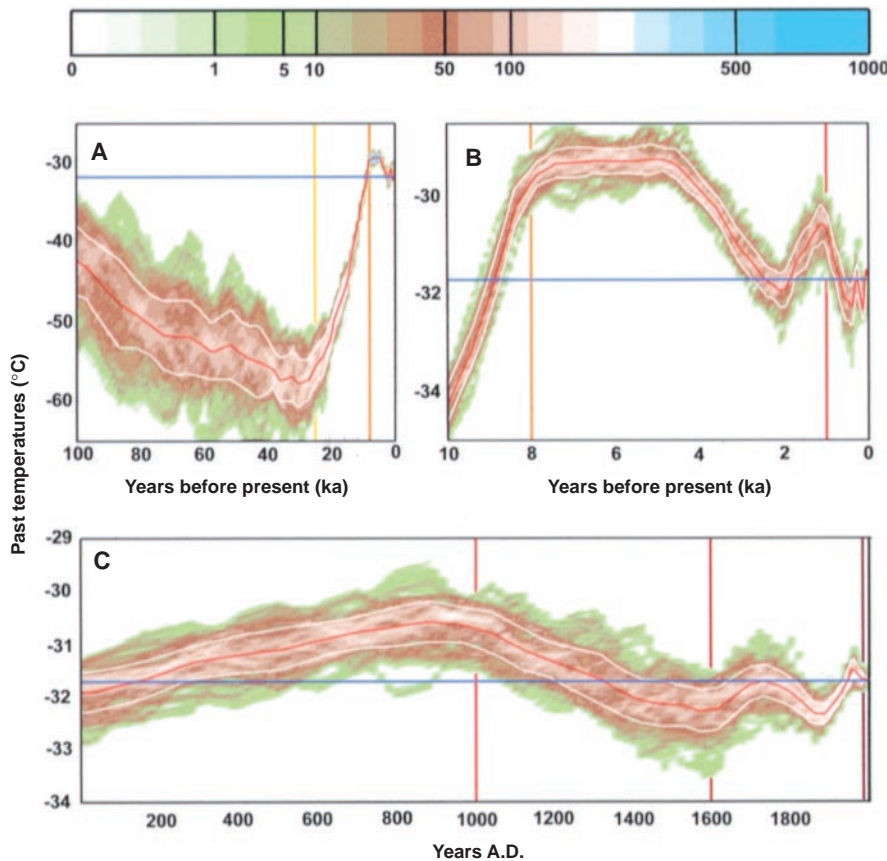 0 1 5 10 50 100 500 1000
A
-30
-40
-50
-60
100 80 60 40 20 0
Years before present (ka)
B
-30
-32
-34
10 8 6 4 2 0
Years before present (ka)
Past temperatures (°C)
C
-29
-30
-31
-32
-33
-34
200 400 600 800 1000 1200 1400 1600 1800
Years A.D.